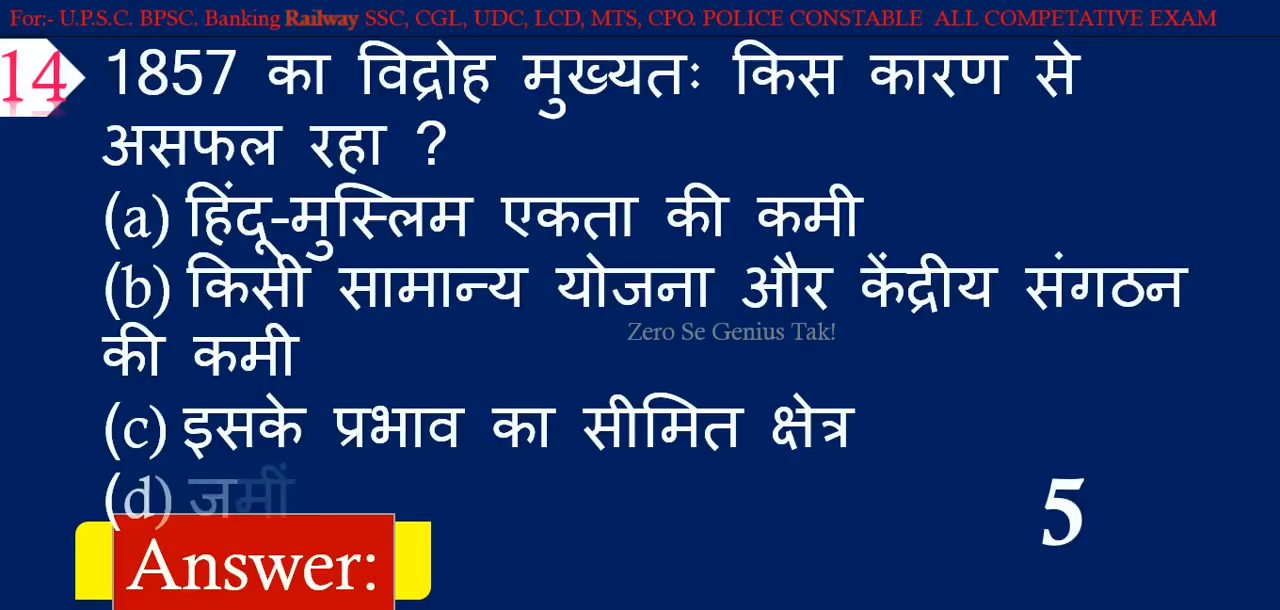 For:- U.P.S.C. BPSC. Banking Railway SSC, CGL, UDC, LCD, MTS, CPO. POLICE CONSTABLE ALL COMPETATIVE EXAM
14 1857 का विद्रोह मुख्यतः किस कारण से
असफल रहा ?
(a) हिंदू-मुस्लिम एकता की कमी
(b) किसी सामान्य योजना और केंद्रीय संगठन
Zero Se Genius Tak!
की कमी
(c) इसके प्रभाव का सीमित क्षेत्र
(d) जमीं
5
Answer: